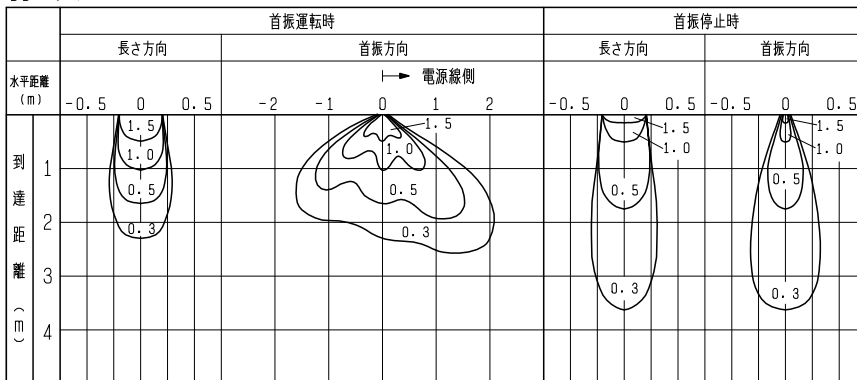 首振運転時 首振停止時
長さ方向 首振方向 長さ方向 首振方向
電源線側
水平距離
(m)
-0.5 0 0.5 -2 -1 0 1 2 -0.5 0 0.5 -0.5 0 0.5
1.5 1.5 1.5 1.5
1.0 1.0 1.0 1.0
0.5 0.5 0.5 0.5
0.3 0.3 0.3 0.3
到達距離(m)
1
2
3
4